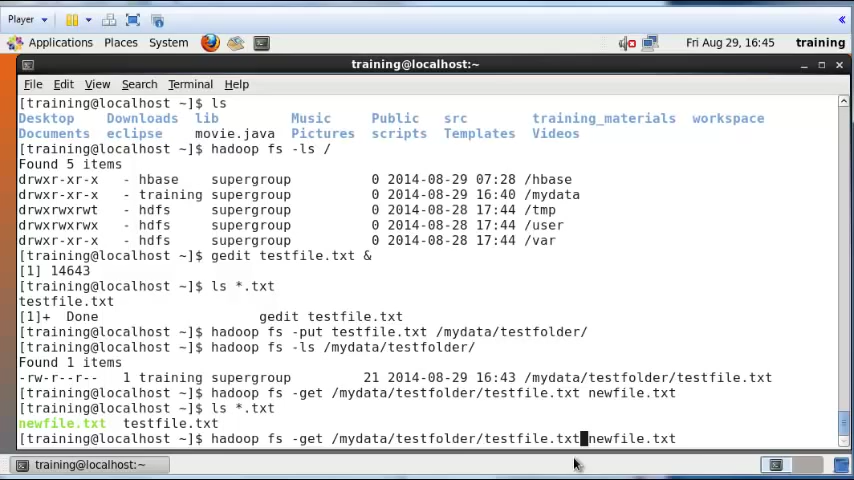 Player
Applications Places System Fri Aug 29, 16:45 training
training@localhost:~
File Edit View Search Terminal Help
[training@localhost ~]$ ls
Desktop Downloads lib Music Public src training_materials workspace
Documents eclipse movie.java Pictures scripts Templates Videos
[training@localhost ~]$ hadoop fs -ls /
Found 5 items
drwxr-xr-x - hbase supergroup 0 2014-08-29 07:28 /hbase
drwxr-xr-x - training supergroup 0 2014-08-29 16:40 /mydata
drwxrwxrwt - hdfs supergroup 0 2014-08-28 17:44 /tmp
drwxrwxrwx - hdfs supergroup 0 2014-08-28 17:44 /user
drwxr-xr-x - hdfs supergroup 0 2014-08-28 17:44 /var
[training@localhost ~]$ gedit testfile.txt &
[1] 14643
[training@localhost ~]$ ls *.txt
testfile.txt
[1]+ Done gedit testfile.txt
[training@localhost ~]$ hadoop fs -put testfile.txt /mydata/testfolder/
[training@localhost ~]$ hadoop fs -ls /mydata/testfolder/
Found 1 items
-rw-r--r-- 1 training supergroup 21 2014-08-29 16:43 /mydata/testfolder/testfile.txt
[training@localhost ~]$ hadoop fs -get /mydata/testfolder/testfile.txt newfile.txt
[training@localhost ~]$ ls *.txt
newfile.txt testfile.txt
[training@localhost ~]$ hadoop fs -get /mydata/testfolder/testfile.txt newfile.txt
training@localhost:~